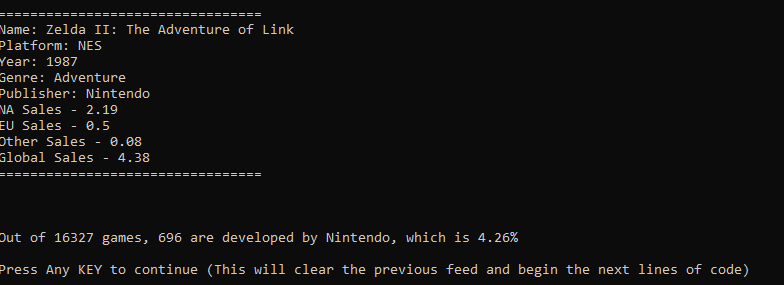 =================================
Name: Zelda II: The Adventure of Link
Platform: NES
Year: 1987
Genre: Adventure
Publisher: Nintendo
NA Sales - 2.19
EU Sales - 0.5
Other Sales - 0.08
Global Sales - 4.38
=================================
Out of 16327 games, 696 are developed by Nintendo, which is 4.26%
Press Any KEY to continue (This will clear the previous feed and begin the next lines of code)